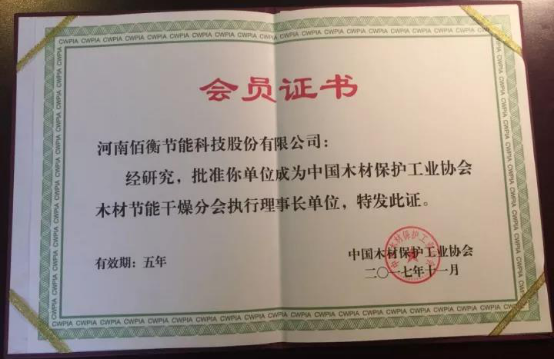 会员证书
河南佰衡节能科技股份有限公司：
经研究，批准你单位成为中国木材保护工业协会
木材节能干燥分会执行理事长单位，特发此证。
中国木材保护工业协会
有效期：五年
二〇一七年十一月